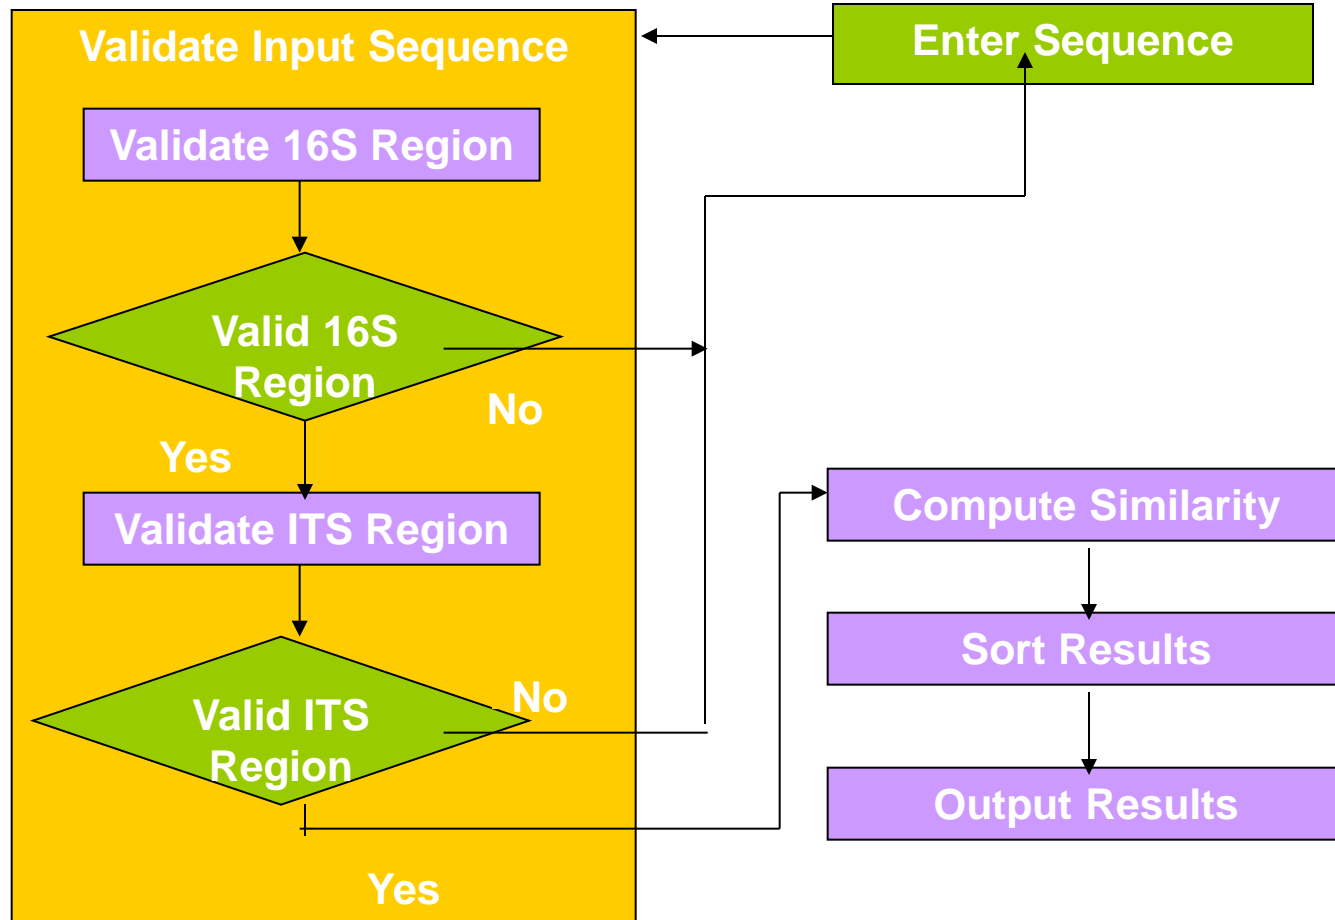 Validate Input Sequence
Enter Sequence
Validate 16S Region
Valid 16S
Region
No
Yes
Validate ITS Region
Valid ITS
Region
No
Yes
Compute Similarity
Sort Results
Output Results